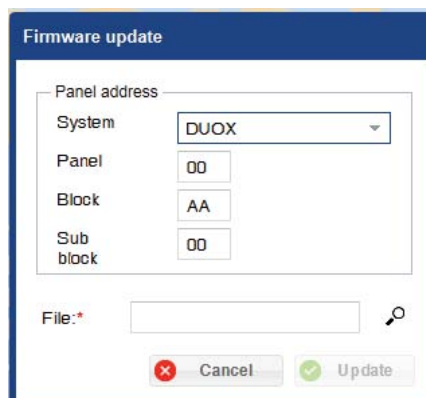 Firmware update
Panel address
System
DUOX
Panel
00
Block
AA
Sub
block
00
File:*
Cancel
Update